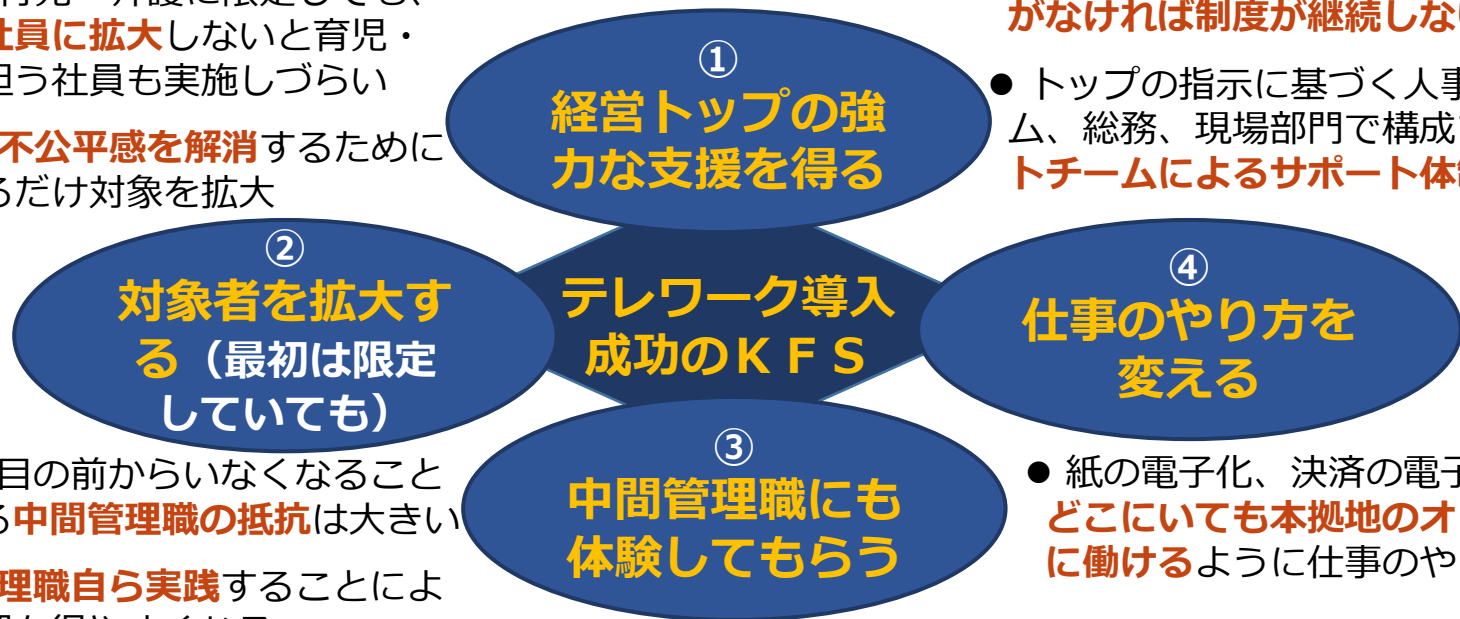 社員に拡大しないと育児・
担う社員も実施しづらい
不公平感を解消するために
るだけ対象を拡大
①
経営トップの強
力な支援を得る
がなければ制度が継続しない
● トップの指示に基づく人事
ム、総務、現場部門で構成
トチームによるサポート体制
②
対象者を拡大す
る（最初は限定
していても）
テレワーク導入
成功のＫＦＳ
④
仕事のやり方を
変える
目の前からいなくなること
る中間管理職の抵抗は大きい
理職自ら実践することによ
③
中間管理職にも
体験してもらう
● 紙の電子化、決済の電子
どこにいても本拠地のオ
に働けるように仕事のや